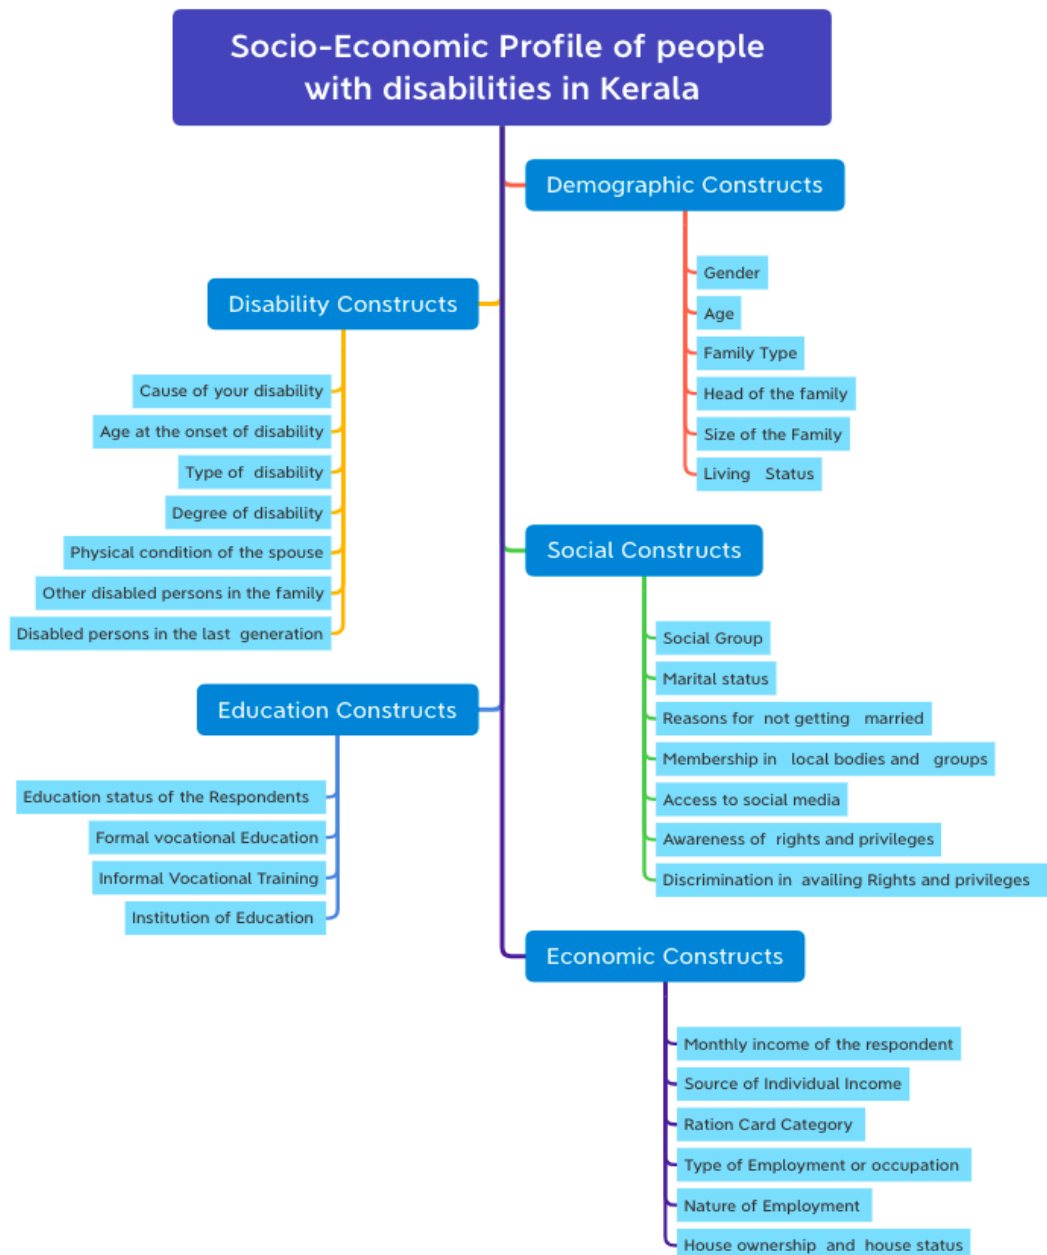 Socio-Economic Profile of people
with disabilities in Kerala
Demographic Constructs
Gender
Age
Family Type
Head of the family
Size of the Family
Living Status
Disability Constructs
Cause of your disability
Age at the onset of disability
Type of disability
Degree of disability
Physical condition of the spouse
Other disabled persons in the family
Disabled persons in the last generation
Social Constructs
Social Group
Marital status
Reasons for not getting married
Membership in local bodies and groups
Access to social media
Awareness of rights and privileges
Discrimination in availing Rights and privileges
Education Constructs
Education status of the Respondents
Formal vocational Education
Informal Vocational Training
Institution of Education
Economic Constructs
Monthly income of the respondent
Source of Individual Income
Ration Card Category
Type of Employment or occupation
Nature of Employment
House ownership and house status